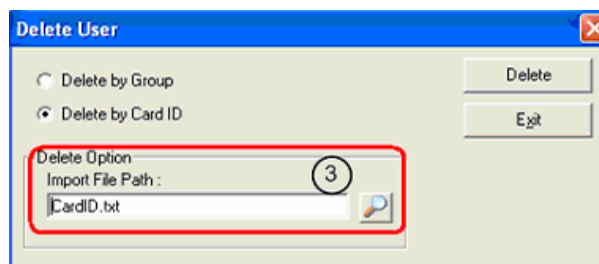 Delete User
Delete by Group
Delete
Delete by Card ID
Exit
Delete Option
Import File Path :
3
CardID.txt